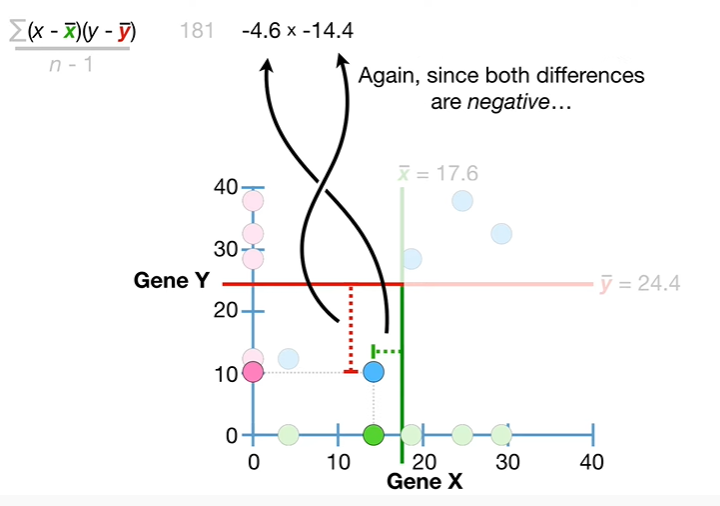 ∑(x - x̄)(y - ȳ)
n - 1
181 -4.6 x -14.4
Again, since both differences
are negative…
x̄ = 17.6
40
30
Gene Y
ȳ = 24.4
20
10
0
0 10 20 30 40
Gene X